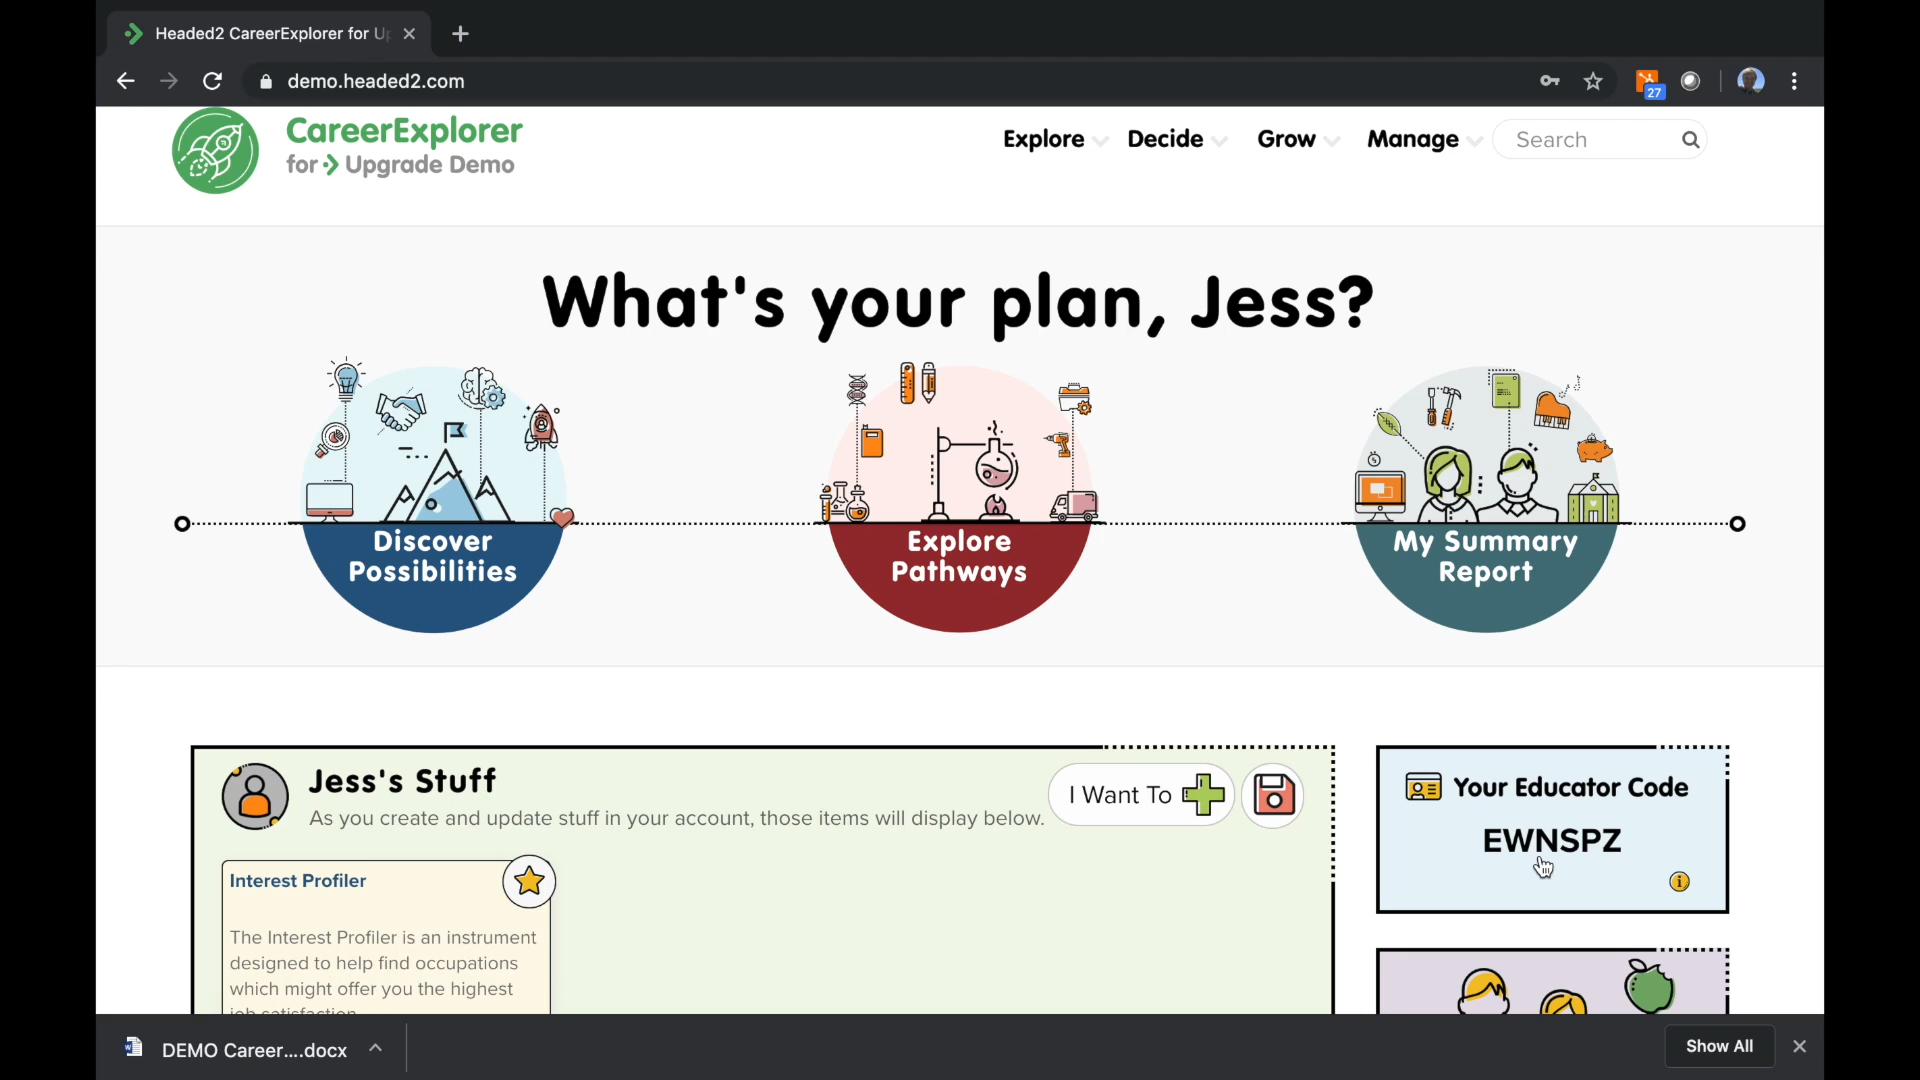 Headed2 CareerExplorer for Up
demo.headed2.com
27
CareerExplorer
for Upgrade Demo
Explore
Decide
Grow
Manage
Search
What's your plan, Jess?
Discover
Possibilities
Explore
Pathways
My Summary
Report
Jess's Stuff
As you create and update stuff in your account, those items will display below.
I Want To
Your Educator Code
EWNSPZ
Interest Profiler
The Interest Profiler is an instrument
designed to help find occupations
which might offer you the highest
job satisfaction
DEMO Career....docx
Show All